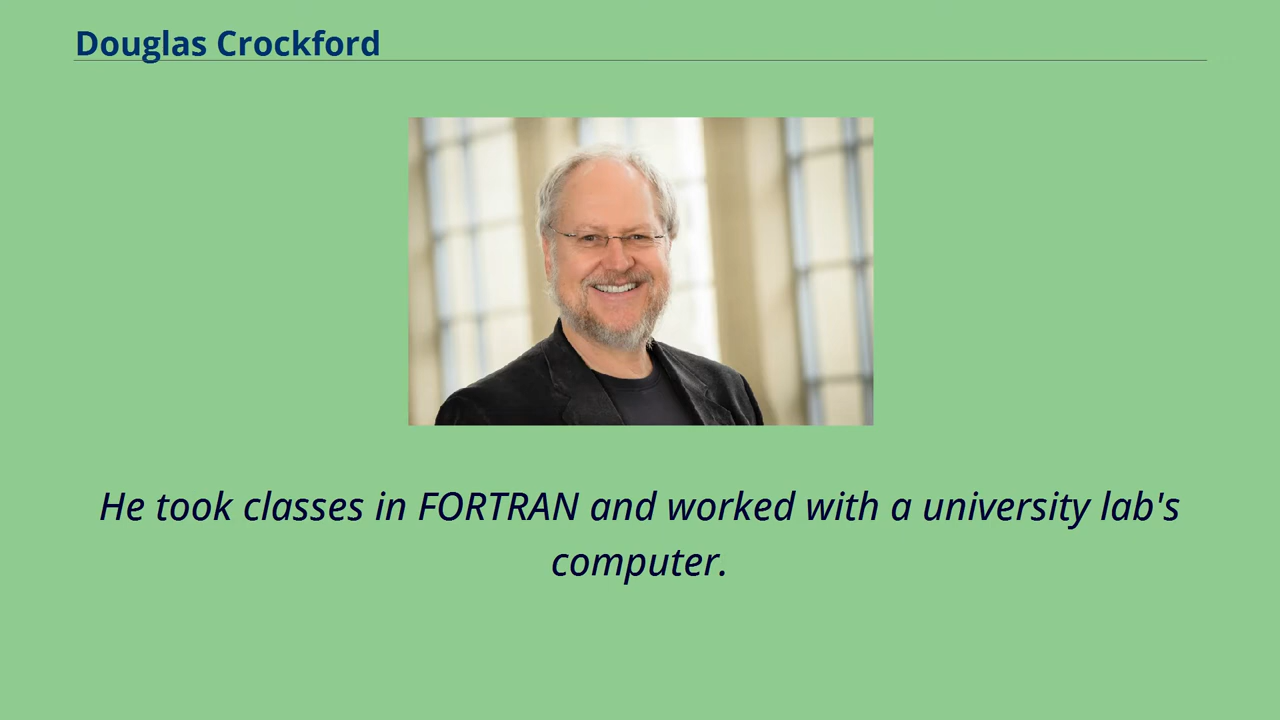 Douglas Crockford
He took classes in FORTRAN and worked with a university lab's
computer.